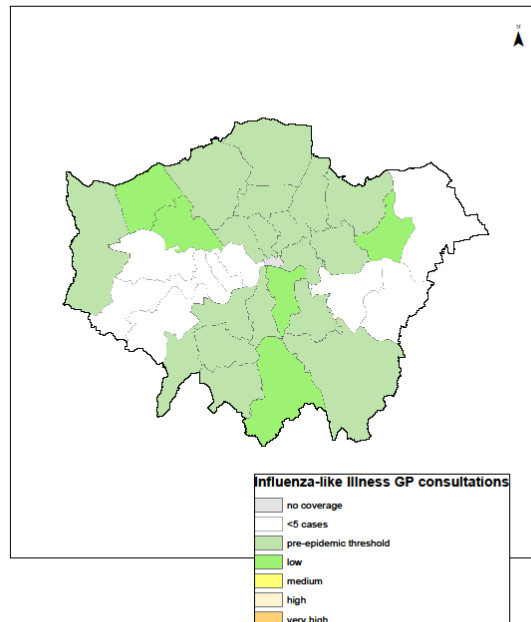 Influenza-like Illness GP consultations
no coverage
<5 cases
pre-epidemic threshold
low
medium
high
very high